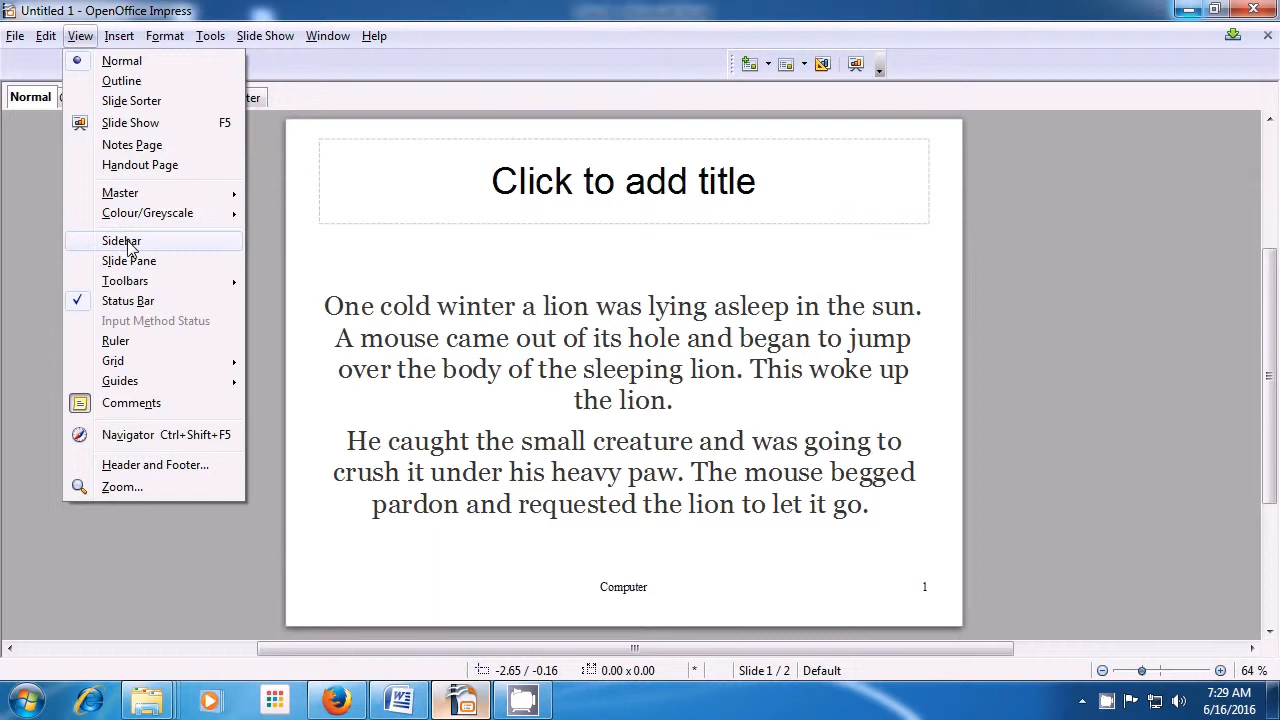 Untitled 1 - OpenOffice Impress
File Edit View Insert Format Tools Slide Show Window Help
Normal
Outline
Slide Sorter
Slide Show F5
Notes Page
Handout Page
Master
Colour/Greyscale
Sidebar
Slide Pane
Toolbars
Status Bar
Input Method Status
Ruler
Grid
Guides
Comments
Navigator Ctrl+Shift+F5
Header and Footer...
Zoom...
Normal
Click to add title
One cold winter a lion was lying asleep in the sun.
A mouse came out of its hole and began to jump
over the body of the sleeping lion. This woke up
the lion.
He caught the small creature and was going to
crush it under his heavy paw. The mouse begged
pardon and requested the lion to let it go.
Computer 1
-2.65 / -0.16 0.00 x 0.00 * Slide 1 / 2 Default 64 %
7:29 AM
6/16/2016